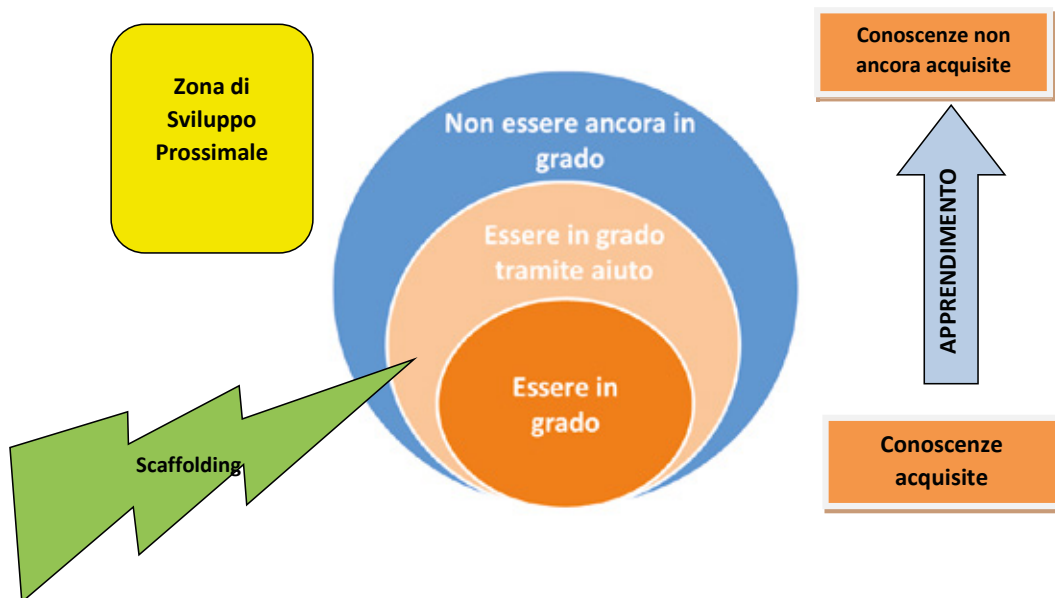 Zona di
Sviluppo
Prossimale
Conoscenze non
ancora acquisite
Non essere ancora in
grado
Essere in grado
tramite aiuto
Essere in
grado
APPRENDIMENTO
Scaffolding
Conoscenze
acquisite